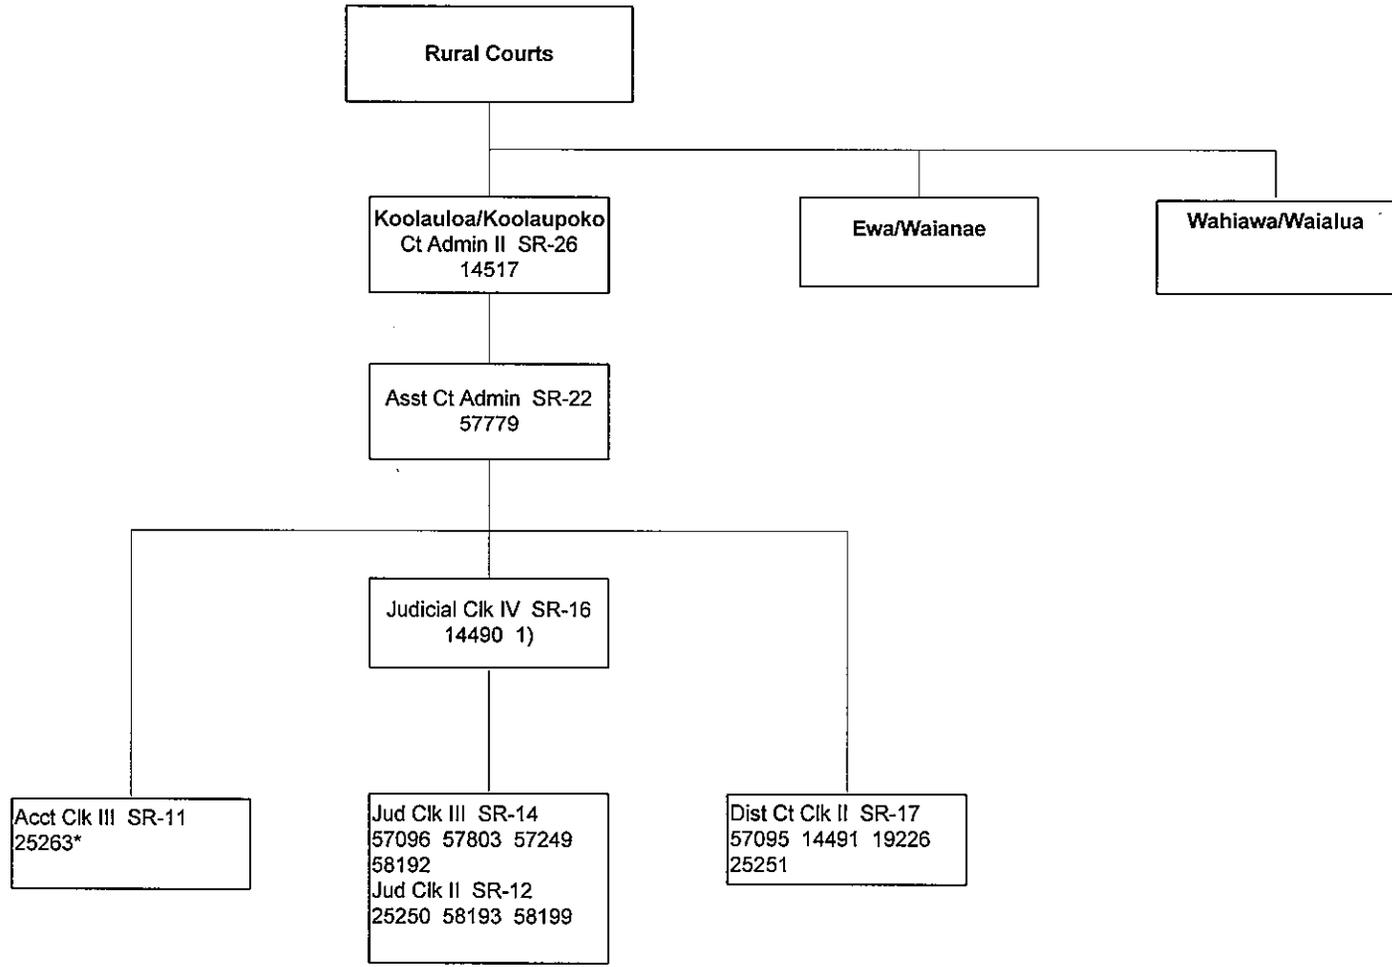 Rural Courts
Koolauloa/Koolaupoko
Ct Admin II SR-26
14517
Ewa/Waianae
Wahiawa/Waialua
Asst Ct Admin SR-22
57779
Judicial Clk IV SR-16
14490 1)
Acct Clk III SR-11
25263*
Jud Clk III SR-14
57096 57803 57249
58192
Jud Clk II SR-12
25250 58193 58199
Dist Ct Clk II SR-17
57095 14491 19226
25251